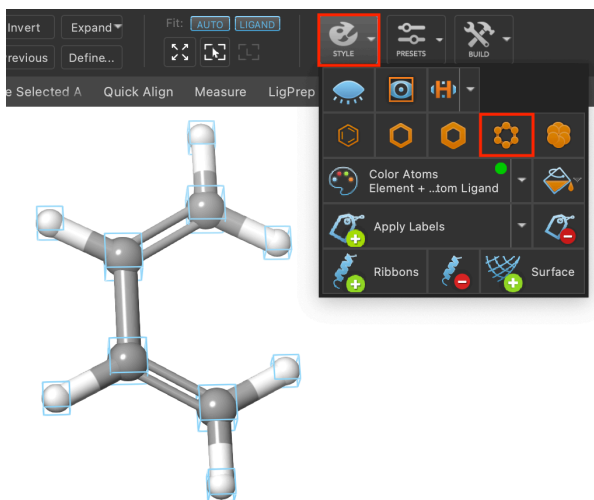 Invert
Expand
Fit:
AUTO
LIGAND
revious
Define...
STYLE
PRESETS
BUILD
e Selected A
Quick Align
Measure
LigPrep
H
Color Atoms
Element + ..tom Ligand
Apply Labels
Ribbons
Surface